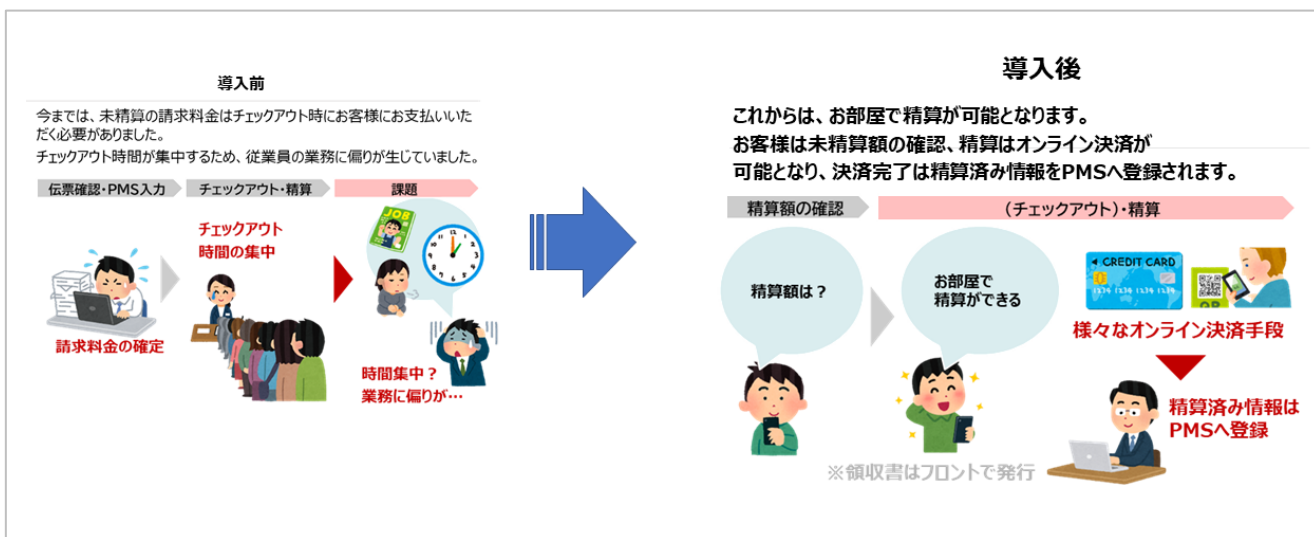 導入前
今までは、未精算の請求料金はチェックアウト時にお客様にお支払いいた
だく必要がありました。
チェックアウト時間が集中するため、従業員の業務に偏りが生じていました。
伝票確認・PMS入力
チェックアウト・精算
課題
チェックアウト
時間の集中
JOB
請求料金の確定
時間集中？
業務に偏りが…
導入後
これからは、お部屋で精算が可能となります。
お客様は未精算額の確認、精算はオンライン決済が
可能となり、決済完了は精算済み情報をPMSへ登録されます。
精算額の確認
（チェックアウト）・精算
精算額は？
お部屋で
精算ができる
CREDIT CARD
1234 1234 1234 1234
QR
様々なオンライン決済手段
精算済み情報は
PMSへ登録
※領収書はフロントで発行